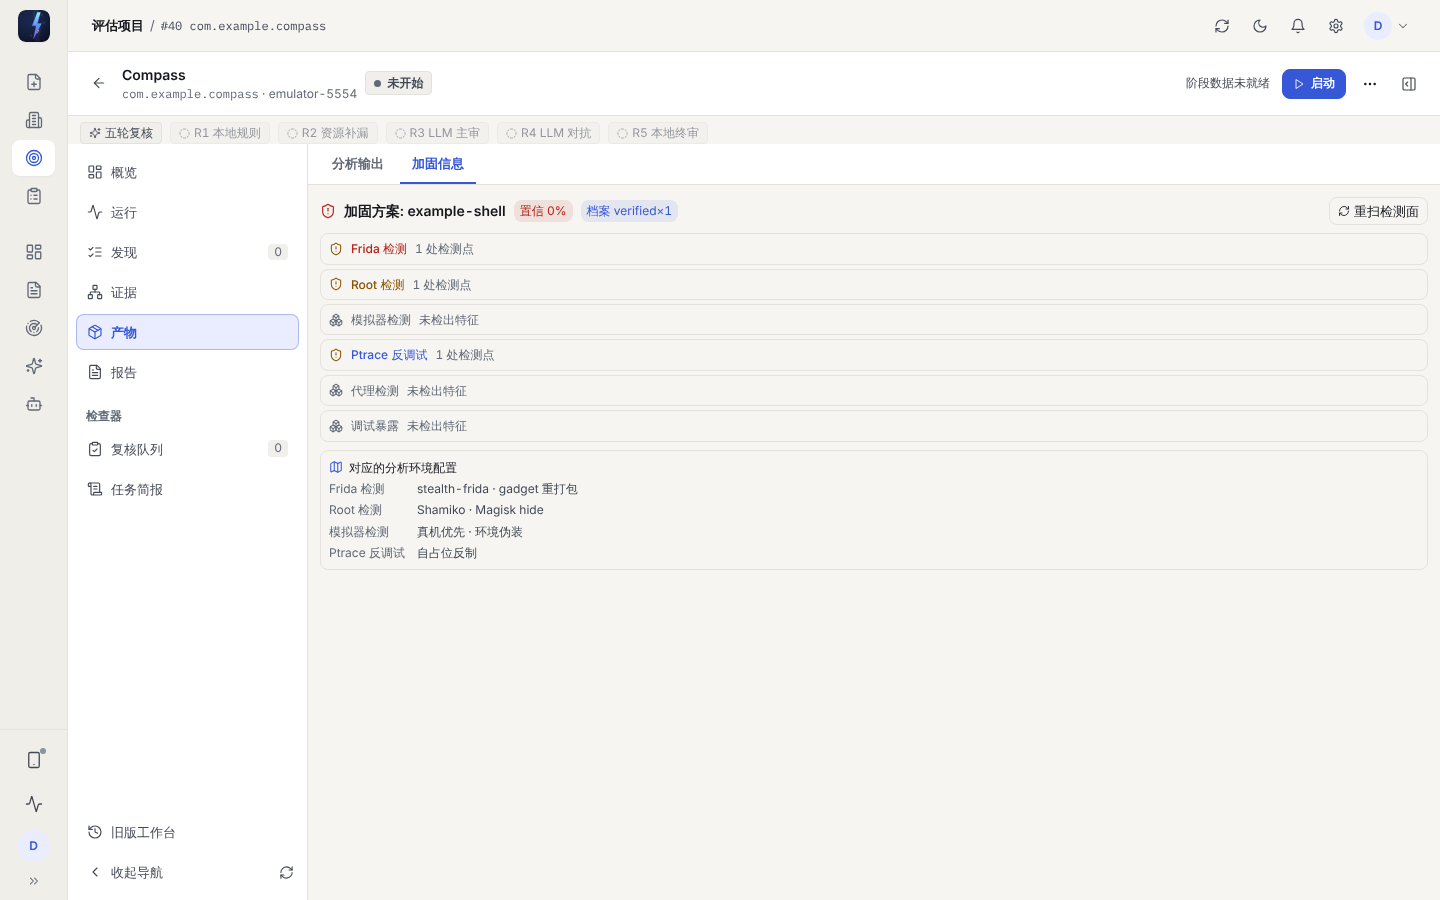 评估项目 / #40 com.example.compass
D
Compass
com.example.compass · emulator-5554
未开始
阶段数据未就绪
启动
五轮复核
R1 本地规则
R2 资源补漏
R3 LLM 主审
R4 LLM 对抗
R5 本地终审
概览
运行
发现 0
证据
产物
报告
检查器
复核队列 0
任务简报
旧版工作台
收起导航
D
分析输出
加固信息
加固方案: example-shell 置信 0% 档案 verified×1
重扫检测面
Frida 检测 1 处检测点
Root 检测 1 处检测点
模拟器检测 未检出特征
Ptrace 反调试 1 处检测点
代理检测 未检出特征
调试暴露 未检出特征
对应的分析环境配置
Frida 检测 stealth-frida · gadget 重打包
Root 检测 Shamiko · Magisk hide
模拟器检测 真机优先 · 环境伪装
Ptrace 反调试 自占位反制